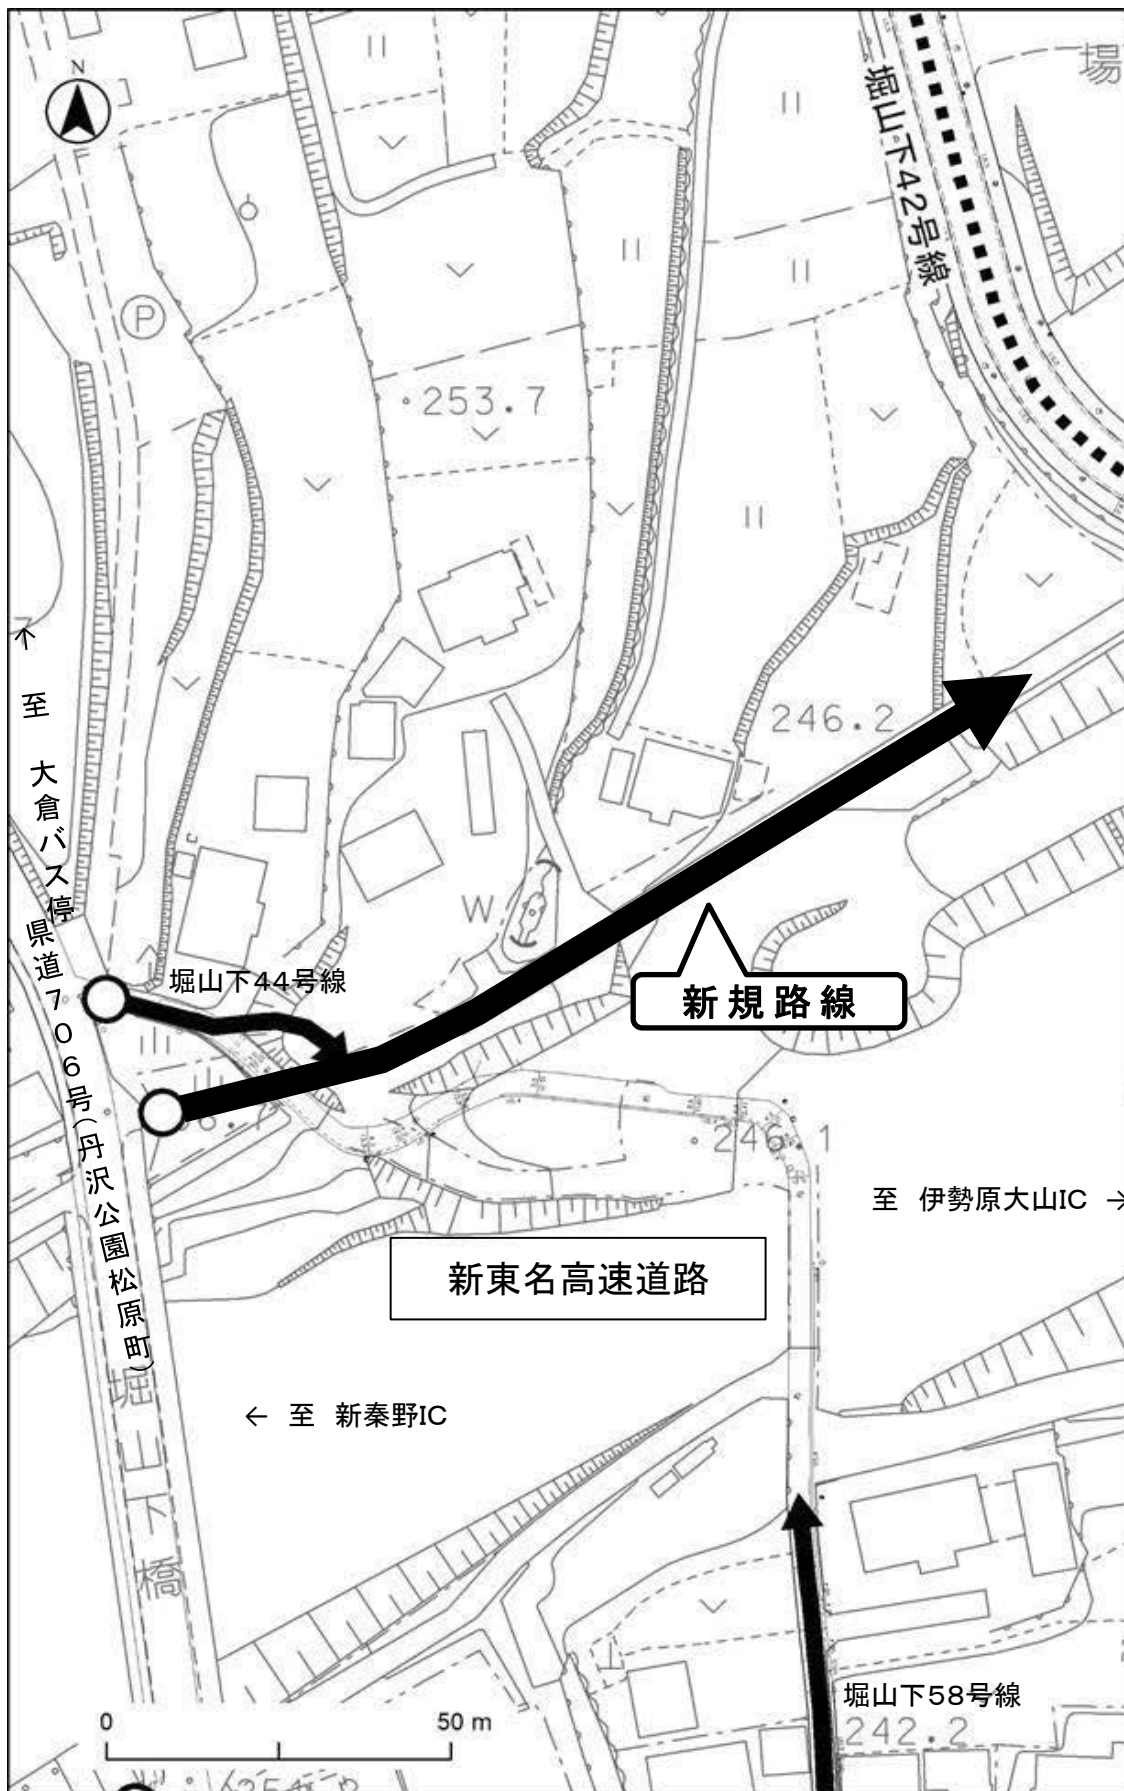 N
場
堀山下42号線
P
253.7
246.2
↑ 至 大倉バス停
W
堀山下44号線
新規路線
県道706号(丹沢公園松原町)
246.1
至 伊勢原大山IC →
新東名高速道路
← 至 新秦野IC
堀山下橋
堀山下58号線
242.2
0 50 m